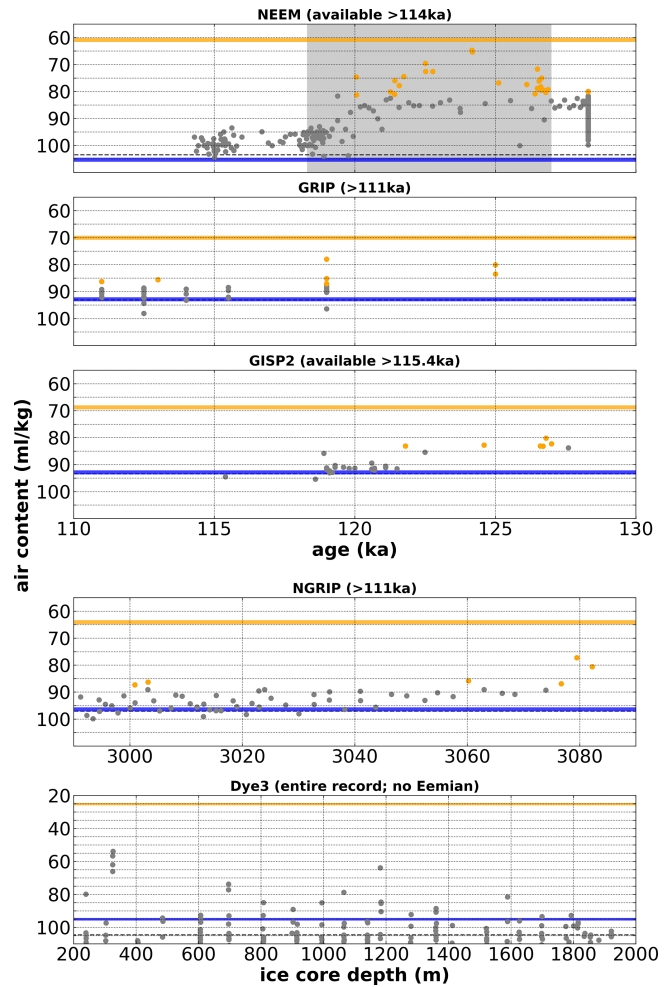 NEEM (available >114ka)
60
70
80
90
100
GRIP (>111ka)
60
70
80
90
100
GISP2 (available >115.4ka)
60
70
80
90
100
110 115 120 125 130
age (ka)
air content (ml/kg)
NGRIP (>111ka)
60
70
80
90
100
3000 3020 3040 3060 3080
Dye3 (entire record; no Eemian)
20
40
60
80
100
200 400 600 800 1000 1200 1400 1600 1800 2000
ice core depth (m)